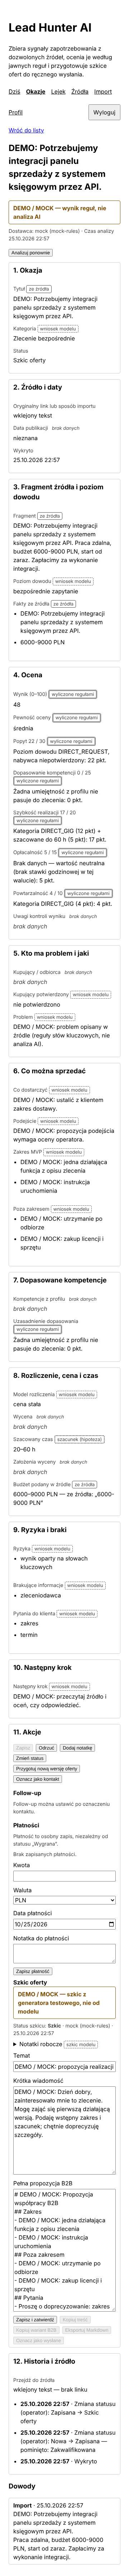 Lead Hunter AI
Zbiera sygnały zapotrzebowania z
dozwolonych źródeł, ocenia je według
jawnych reguł i przygotowuje szkice
ofert do ręcznego wysłania.
Dziś Okazje Lejek Źródła Import
Profil
Wyloguj
Wróć do listy
DEMO: Potrzebujemy
integracji panelu
sprzedaży z systemem
księgowym przez API.
DEMO / MOCK — wynik reguł, nie
analiza AI
Dostawca: mock (mock-rules) · Czas analizy
25.10.2026 22:57
Analizuj ponownie
1. Okazja
Tytuł ze źródła
DEMO: Potrzebujemy integracji
panelu sprzedaży z systemem
księgowym przez API.
Kategoria wniosek modelu
Zlecenie bezpośrednie
Status
Szkic oferty
2. Źródło i daty
Oryginalny link lub sposób importu
wklejony tekst
Data publikacji brak danych
nieznana
Wykryto
25.10.2026 22:57
3. Fragment źródła i poziom
dowodu
Fragment ze źródła
DEMO: Potrzebujemy integracji
panelu sprzedaży z systemem
księgowym przez API. Praca zdalna,
budżet 6000-9000 PLN, start od
zaraz. Zapłacimy za wykonanie
integracji.
Poziom dowodu wniosek modelu
bezpośrednie zapytanie
Fakty ze źródła ze źródła
DEMO: Potrzebujemy integracji
panelu sprzedaży z systemem
księgowym przez API.
6000-9000 PLN
4. Ocena
Wynik (0–100) wyliczone regułami
48
Pewność oceny wyliczone regułami
średnia
Popyt 22 / 30 wyliczone regułami
Poziom dowodu DIRECT_REQUEST,
nabywca niepotwierdzony: 22 pkt.
Dopasowanie kompetencji 0 / 25
wyliczone regułami
Żadna umiejętność z profilu nie
pasuje do zlecenia: 0 pkt.
Szybkość realizacji 17 / 20
wyliczone regułami
Kategoria DIRECT_GIG (12 pkt) +
szacowane do 60 h (5 pkt): 17 pkt.
Opłacalność 5 / 15 wyliczone regułami
Brak danych — wartość neutralna
(brak stawki godzinowej w tej
walucie): 5 pkt.
Powtarzalność 4 / 10 wyliczone regułami
Kategoria DIRECT_GIG (4 pkt): 4 pkt.
Uwagi kontroli wyniku brak danych
brak danych
5. Kto ma problem i jaki
Kupujący / odbiorca brak danych
brak danych
Kupujący potwierdzony wniosek modelu
nie potwierdzono
Problem wniosek modelu
DEMO / MOCK: problem opisany w
źródle (reguły słów kluczowych, nie
analiza AI).
6. Co można sprzedać
Co dostarczyć wniosek modelu
DEMO / MOCK: ustalić z klientem
zakres dostawy.
Podejście wniosek modelu
DEMO / MOCK: propozycja podejścia
wymaga oceny operatora.
Zakres MVP wniosek modelu
DEMO / MOCK: jedna działająca
funkcja z opisu zlecenia
DEMO / MOCK: instrukcja
uruchomienia
Poza zakresem wniosek modelu
DEMO / MOCK: utrzymanie po
odbiorze
DEMO / MOCK: zakup licencji i
sprzętu
7. Dopasowane kompetencje
Kompetencje z profilu brak danych
brak danych
Uzasadnienie dopasowania
wyliczone regułami
Żadna umiejętność z profilu nie
pasuje do zlecenia: 0 pkt.
8. Rozliczenie, cena i czas
Model rozliczenia wniosek modelu
cena stała
Wycena brak danych
brak danych
Szacowany czas szacunek (hipoteza)
20–60 h
Założenia wyceny brak danych
brak danych
Budżet podany w źródle ze źródła
6000–9000 PLN — ze źródła: „6000-
9000 PLN”
9. Ryzyka i braki
Ryzyka wniosek modelu
wynik oparty na słowach
kluczowych
Brakujące informacje wniosek modelu
zleceniodawca
Pytania do klienta wniosek modelu
zakres
termin
10. Następny krok
Następny krok wniosek modelu
DEMO / MOCK: przeczytaj źródło i
oceń, czy odpowiedzieć.
11. Akcje
Zapisz Odrzuć Dodaj notatkę
Zmień status
Przygotuj nową wersję oferty
Oznacz jako kontakt
Follow-up
Follow-up można ustawić po oznaczeniu
kontaktu.
Płatności
Płatność to osobny zapis, niezależny od
statusu „Wygrane”.
Brak zapisanych płatności.
Kwota
Waluta
PLN
Data płatności
10/25/2026
Notatka do płatności
Zapisz płatność
Szkic oferty
DEMO / MOCK — szkic z
generatora testowego, nie od
modelu
Status szkicu: Szkic · mock (mock-rules) ·
25.10.2026 22:57
Notatki robocze szkic modelu
Temat
DEMO / MOCK: propozycja realizacji
Krótka wiadomość
DEMO / MOCK: Dzień dobry,
zainteresowało mnie to zlecenie.
Mogę zająć się pierwszą działającą
wersją. Podaję wstępny zakres i
szacunek; chętnie doprecyzuję
szczegóły.
Pełna propozycja B2B
# DEMO / MOCK: Propozycja
współpracy B2B
## Zakres
- DEMO / MOCK: jedna działająca
funkcja z opisu zlecenia
- DEMO / MOCK: instrukcja
uruchomienia
## Poza zakresem
- DEMO / MOCK: utrzymanie po
odbiorze
- DEMO / MOCK: zakup licencji i
sprzętu
## Pytania
- Proszę o doprecyzowanie: zakres
Zapisz i zatwierdź
12. Historia i źródło
Przejdź do źródła
wklejony tekst — brak linku
25.10.2026 22:57 · Zmiana statusu
(operator): Zapisana → Szkic
oferty
25.10.2026 22:57 · Zmiana statusu
(operator): Nowa → Zapisana —
pominięto: Zakwalifikowana
25.10.2026 22:57 · Wykryto
Dowody
Import · 25.10.2026 22:57
DEMO: Potrzebujemy integracji
panelu sprzedaży z systemem
księgowym przez API.
Praca zdalna, budżet 6000-9000
PLN, start od zaraz. Zapłacimy za
wykonanie integracji.